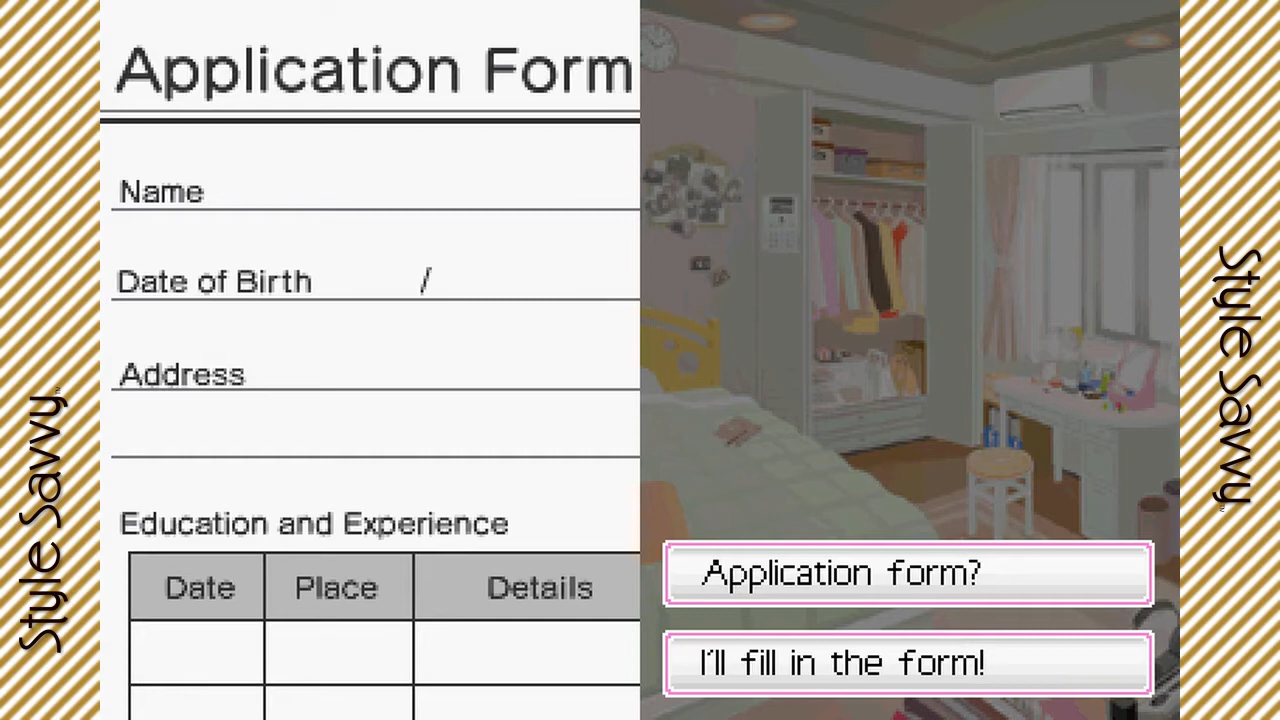 Style Savvy
Application Form
Name
Date of Birth /
Address
Education and Experience
Date Place Details
Application form?
I'll fill in the form!
Style Savvy